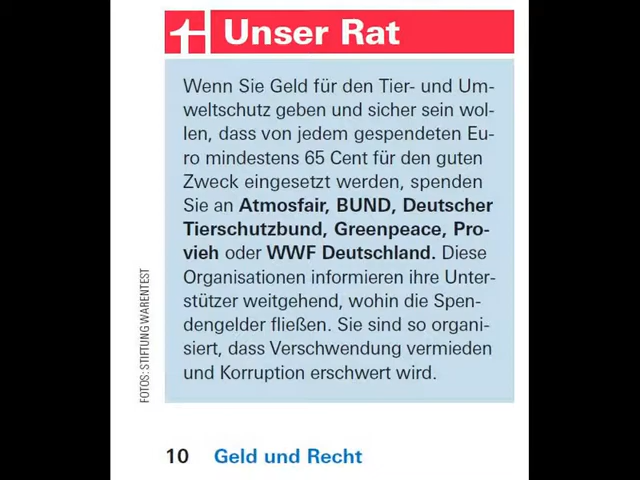 Unser Rat
Wenn Sie Geld für den Tier- und Um-
weltschutz geben und sicher sein wol-
len, dass von jedem gespendeten Eu-
ro mindestens 65 Cent für den guten
Zweck eingesetzt werden, spenden
Sie an Atmosfair, BUND, Deutscher
Tierschutzbund, Greenpeace, Pro-
vieh oder WWF Deutschland. Diese
Organisationen informieren ihre Unter-
stützer weitgehend, wohin die Spen-
dengelder fließen. Sie sind so organi-
siert, dass Verschwendung vermieden
und Korruption erschwert wird.
FOTOS: STIFTUNG WARENTEST
10 Geld und Recht